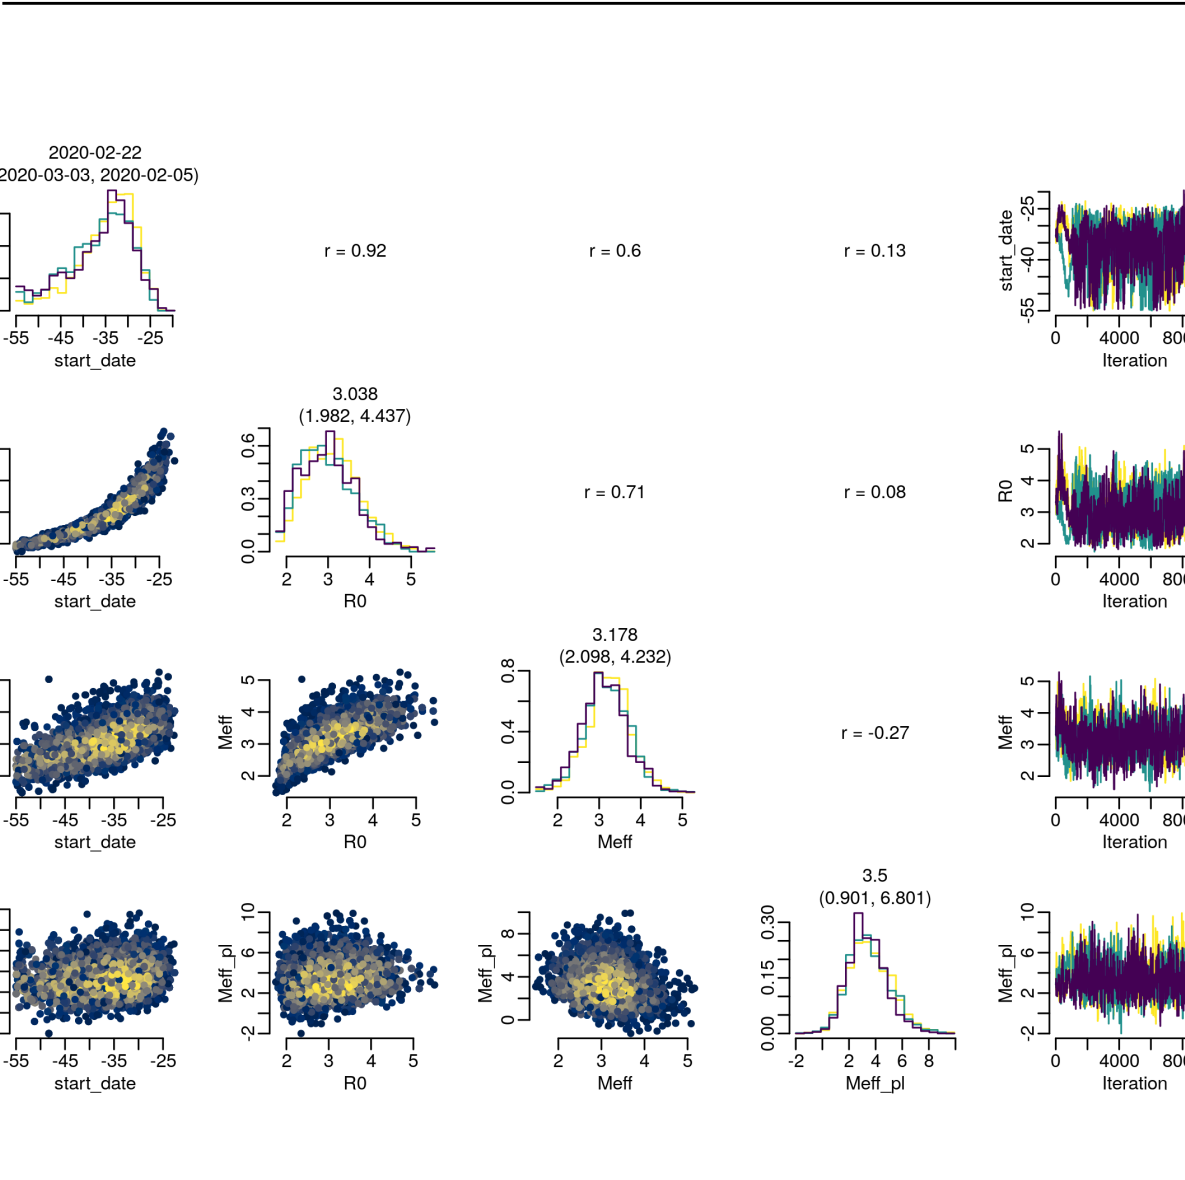 2020-02-22
2020-03-03, 2020-02-05)
r = 0.92
r = 0.6
r = 0.13
start_date
-25
-40
-55
-55 -45 -35 -25
start_date
0 4000 800
Iteration
3.038
(1.982, 4.437)
0.6
0.3
0.0
r = 0.71
r = 0.08
R0
5
4
3
2
-55 -45 -35 -25
start_date
2 3 4 5
R0
0 4000 800
Iteration
3.178
(2.098, 4.232)
Meff
5
4
3
2
0.8
0.4
0.0
r = -0.27
Meff
5
4
3
2
-55 -45 -35 -25
start_date
2 3 4 5
R0
2 3 4 5
Meff
0 4000 800
Iteration
3.5
(0.901, 6.801)
Meff_pl
10
6
2
-2
Meff_pl
8
4
0
0.30
0.15
0.00
Meff_pl
10
6
2
-2
-55 -45 -35 -25
start_date
2 3 4 5
R0
2 3 4 5
Meff
-2 2 4 6 8
Meff_pl
0 4000 800
Iteration